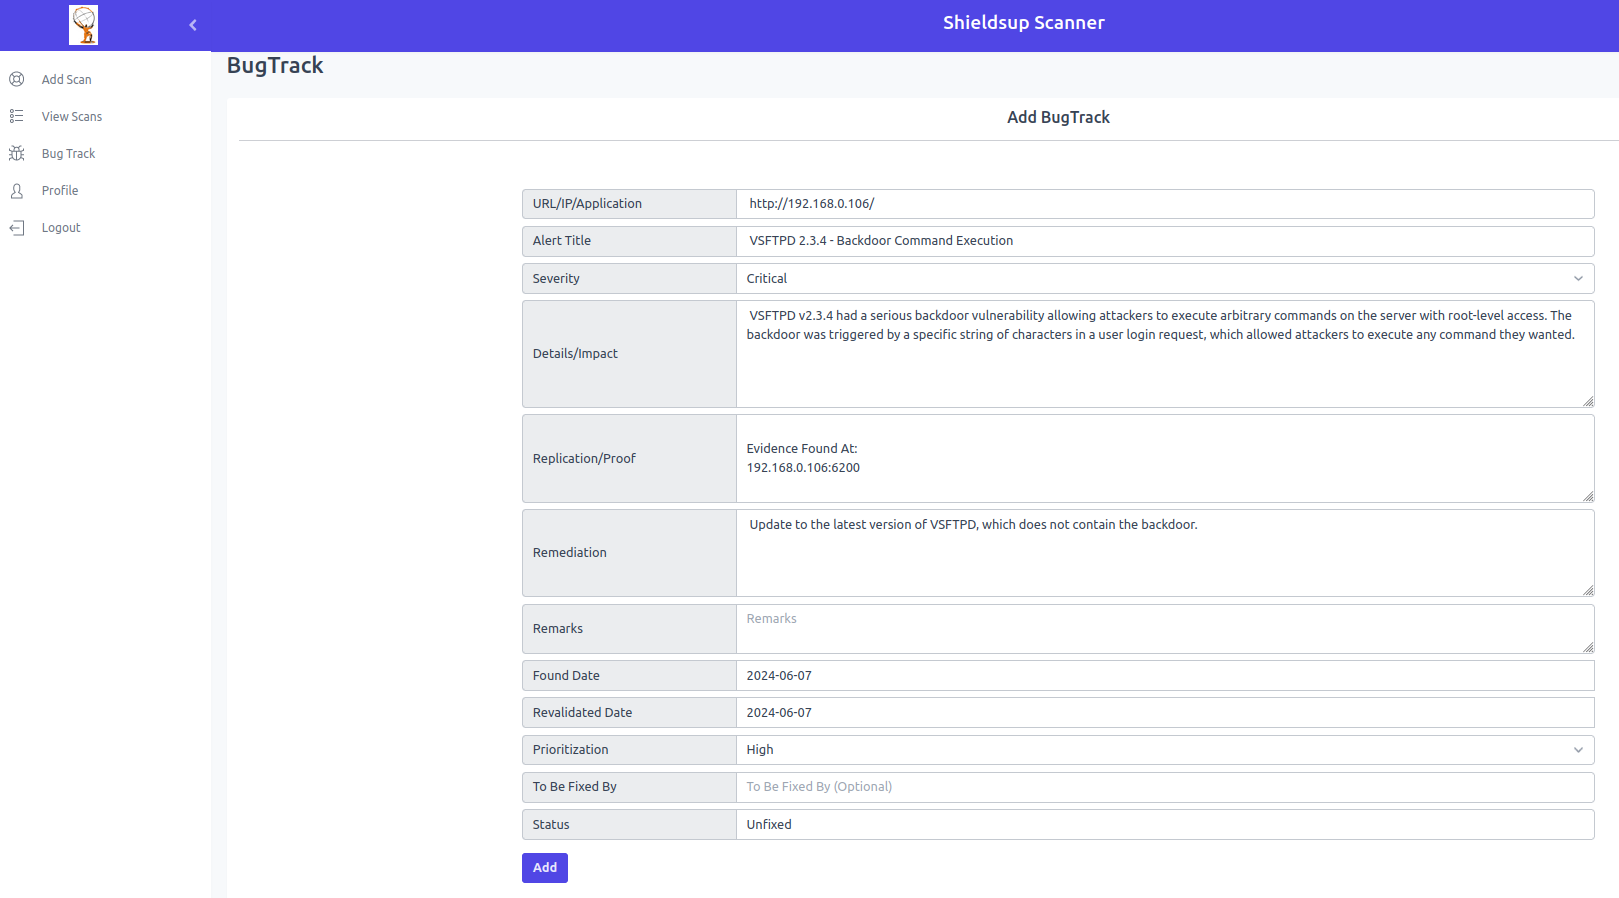 Shieldsup Scanner
Add Scan
View Scans
Bug Track
Profile
Logout
BugTrack
Add BugTrack
URL/IP/Application
http://192.168.0.106/
Alert Title
VSFTPD 2.3.4 - Backdoor Command Execution
Severity
Critical
Details/Impact
VSFTPD v2.3.4 had a serious backdoor vulnerability allowing attackers to execute arbitrary commands on the server with root-level access. The
backdoor was triggered by a specific string of characters in a user login request, which allowed attackers to execute any command they wanted.
Replication/Proof
Evidence Found At:
192.168.0.106:6200
Remediation
Update to the latest version of VSFTPD, which does not contain the backdoor.
Remarks
Remarks
Found Date
2024-06-07
Revalidated Date
2024-06-07
Prioritization
High
To Be Fixed By
To Be Fixed By (Optional)
Status
Unfixed
Add